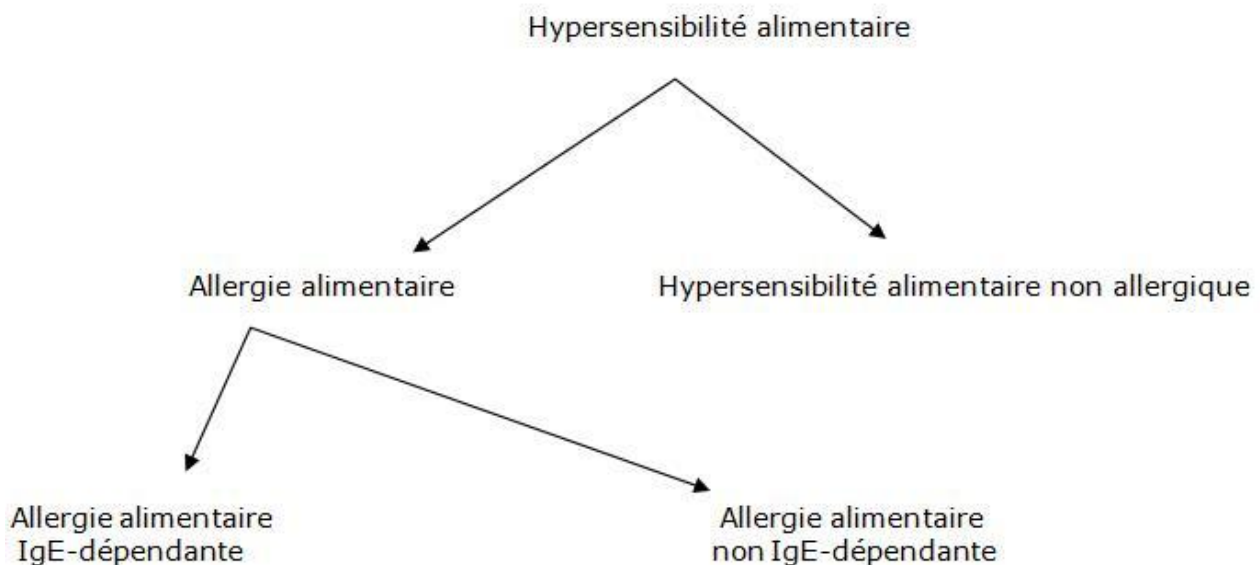 Hypersensibilité alimentaire
Allergie alimentaire
Hypersensibilité alimentaire non allergique
Allergie alimentaire
IgE-dépendante
Allergie alimentaire
non IgE-dépendante